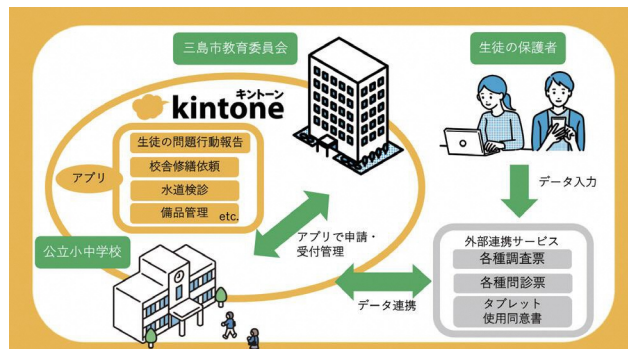 三島市教育委員会
生徒の保護者
キントーン
kintone
生徒の問題行動報告
校舎修繕依頼
水道検診
備品管理 etc.
アプリ
データ入力
公立小中学校
アプリで申請・
受付管理
外部連携サービス
各種調査票
各種問診票
タブレット
使用同意書
データ連携